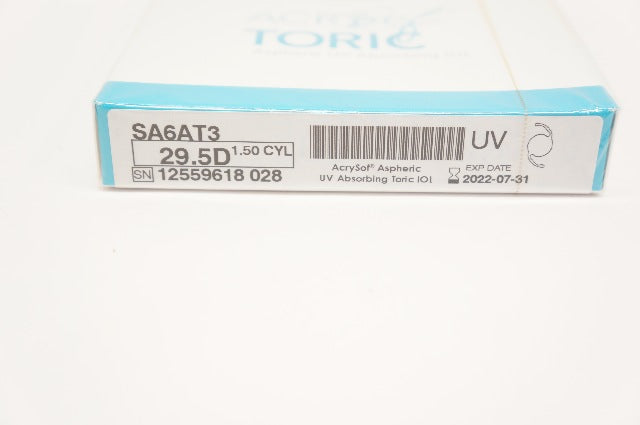 TORIC
SA6AT3
29.5D 1.50 CYL
SN 12559618 028
UV
AcrySof® Aspheric
UV Absorbing Toric IOL
EXP DATE
2022-07-31